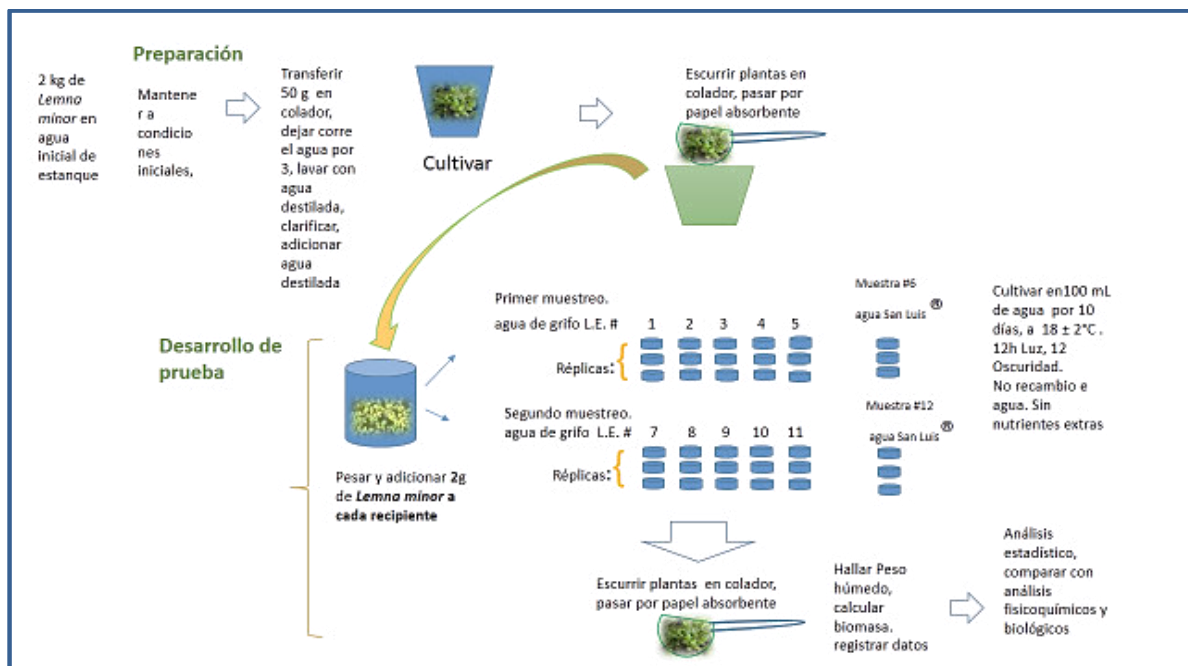 Preparación
2 kg de
Lemna
minor en
agua
inicial de
estanque
Mantene
r a
condicio
nes
iniciales,
Transferir
50 g en
colador,
dejar corre
el agua por
3, lavar con
agua
destilada,
clarificar,
adicionar
agua
destilada
Cultivar
Escurrir plantas en
colador, pasar por
papel absorbente
Desarrollo de
prueba
Pesar y adicionar 2g
de Lemna minor a
cada recipiente
Primer muestreo.
agua de grifo L.E. # 1 2 3 4 5
Réplicas:
Muestra #6
agua San Luis ®
Segundo muestreo.
agua de grifo L.E. # 7 8 9 10 11
Réplicas:
Muestra #12
agua San Luis ®
Cultivar en100 mL
de agua por 10
días, a 18 ± 2°C .
12h Luz, 12
Oscuridad.
No recambio e
agua. Sin
nutrientes extras
Escurrir plantas en colador,
pasar por papel absorbente
Hallar Peso
húmedo,
calcular
biomasa.
registrar datos
Análisis
estadístico,
comparar con
análisis
fisicoquímicos y
biológicos